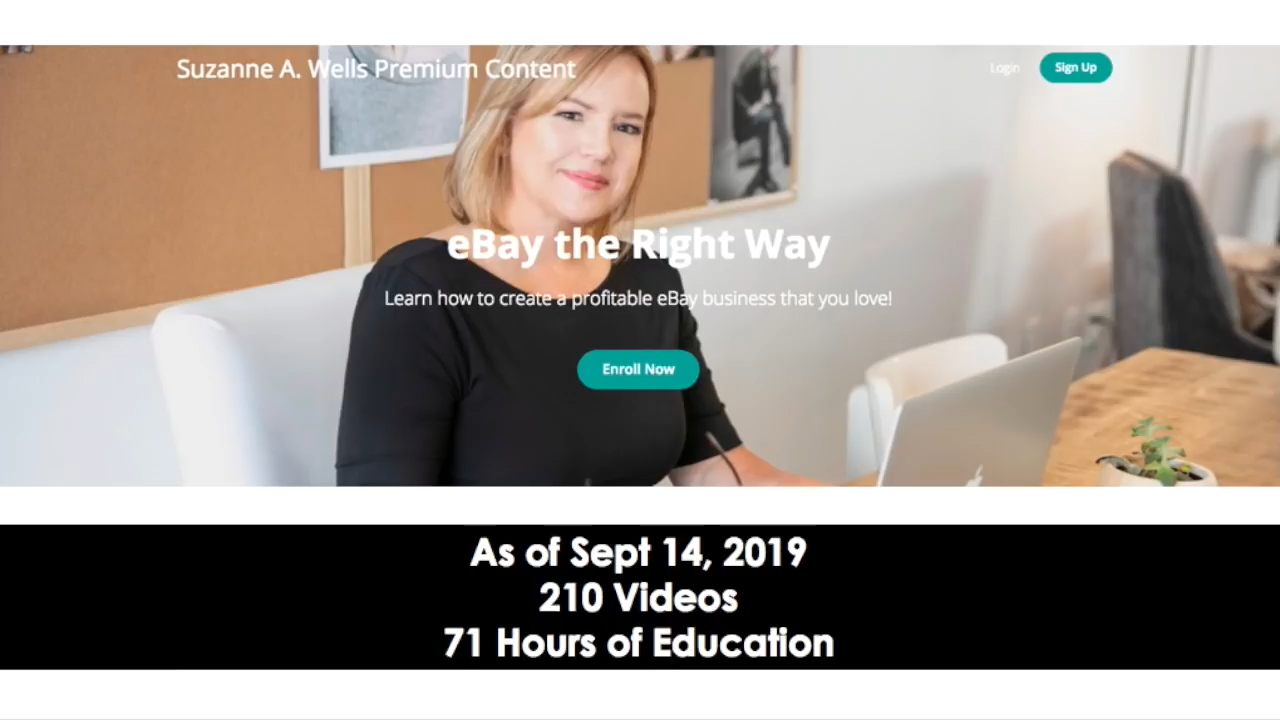 Suzanne A. Wells Premium Content
Login
Sign Up
eBay the Right Way
Learn how to create a profitable eBay business that you love!
Enroll Now
As of Sept 14, 2019
210 Videos
71 Hours of Education